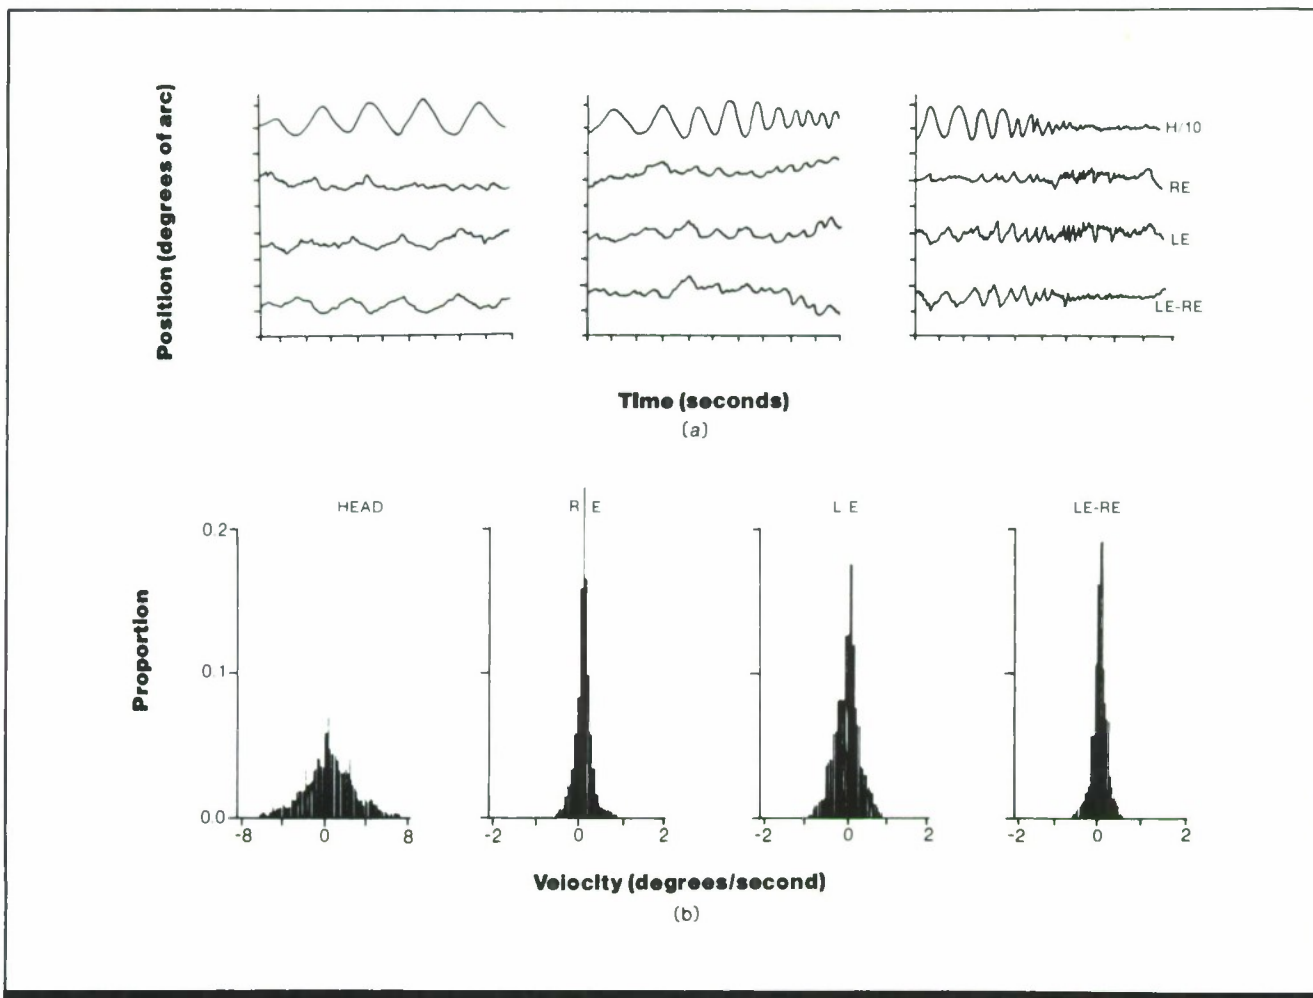 Position (degrees of arc)
H/10
RE
LE
LE-RE
Time (seconds)
(a)
HEAD
R E
L E
LE-RE
Proportion
0.2
0.1
0.0
-8 0 8
-2 0 2
-2 0 2
-2 0 2
Velocity (degrees/second)
(b)